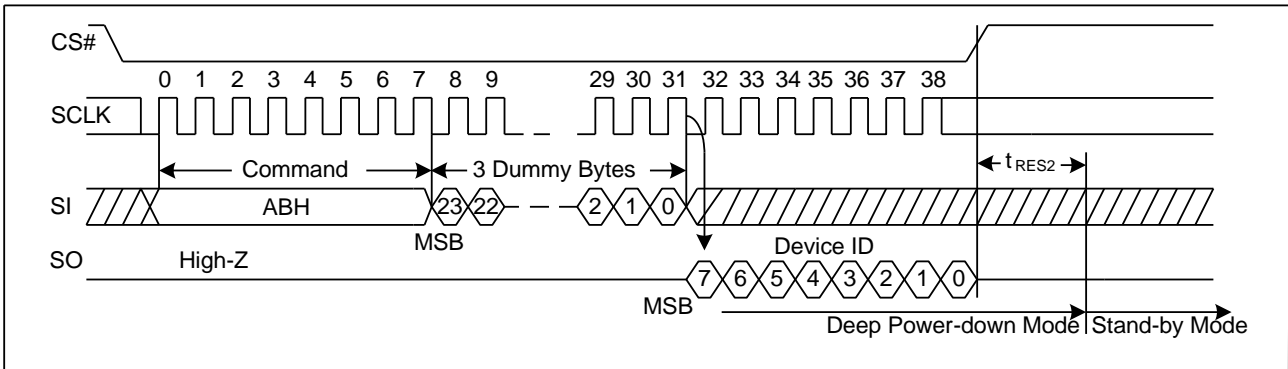 CS#
0 1 2 3 4 5 6 7 8 9 29 30 31 32 33 34 35 36 37 38
SCLK
Command 3 Dummy Bytes tRES2
SI ABH 23 22 2 1 0
MSB Device ID
SO High-Z
7 6 5 4 3 2 1 0
MSB
Deep Power-down Mode Stand-by Mode